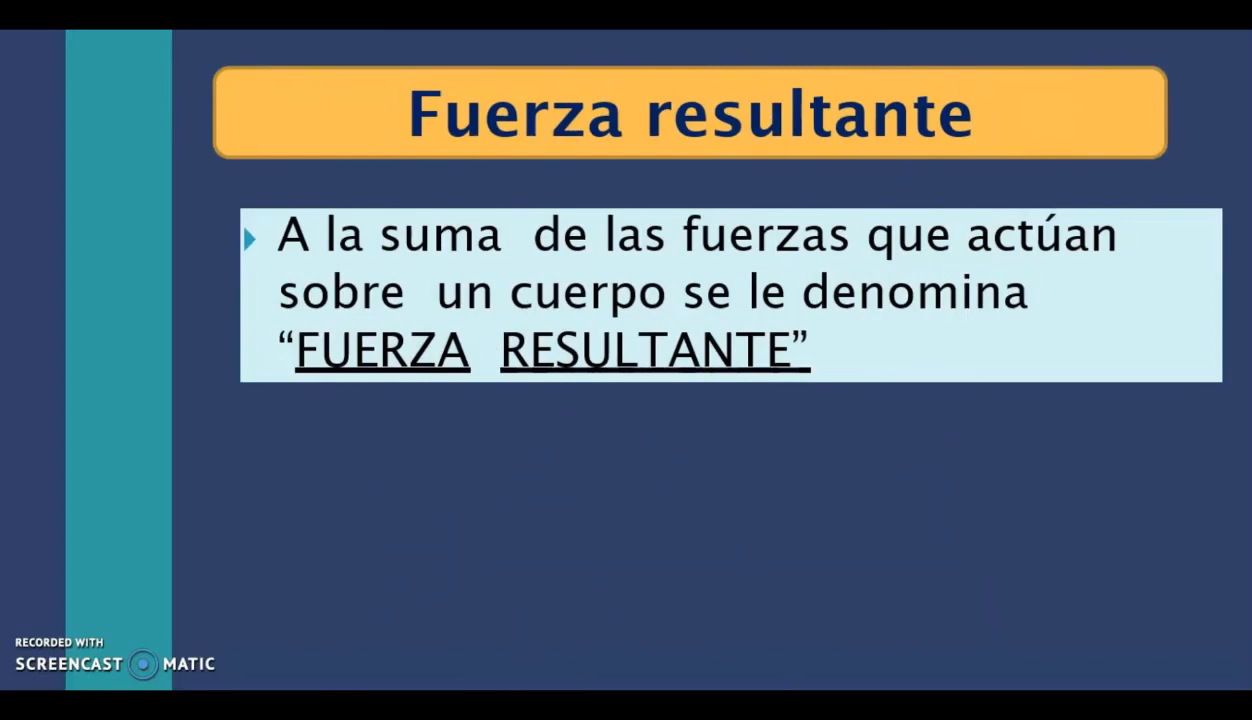 Fuerza resultante
A la suma de las fuerzas que actúan
sobre un cuerpo se le denomina
“FUERZA RESULTANTE”
RECORDED WITH
SCREENCAST MATIC